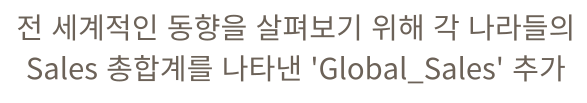 전 세계적인 동향을 살펴보기 위해 각 나라들의
Sales 총합계를 나타낸 'Global_Sales' 추가